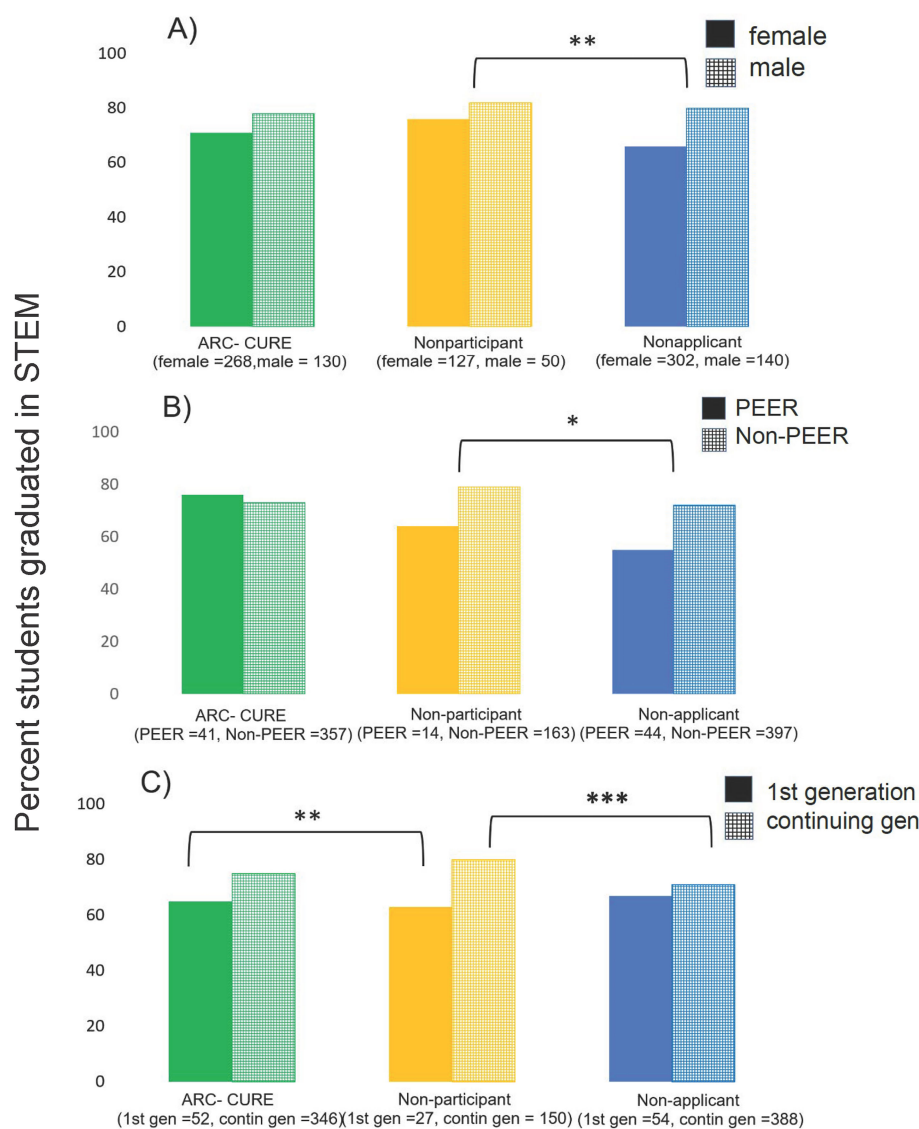 Percent students graduated in STEM
A)
**
female
male
100
80
60
40
20
0
ARC- CURE
(female =268,male = 130)
Nonparticipant
(female =127, male = 50)
Nonapplicant
(female =302, male =140)
B)
*
PEER
Non-PEER
100
80
60
40
20
0
ARC- CURE
(PEER =41, Non-PEER =357)
Non-participant
(PEER =14, Non-PEER =163)
Non-applicant
(PEER =44, Non-PEER =397)
C)
**
***
1st generation
continuing gen
100
80
60
40
20
0
ARC- CURE
(1st gen =52, contin gen =346)
Non-participant
(1st gen =27, contin gen = 150)
Non-applicant
(1st gen =54, contin gen =388)